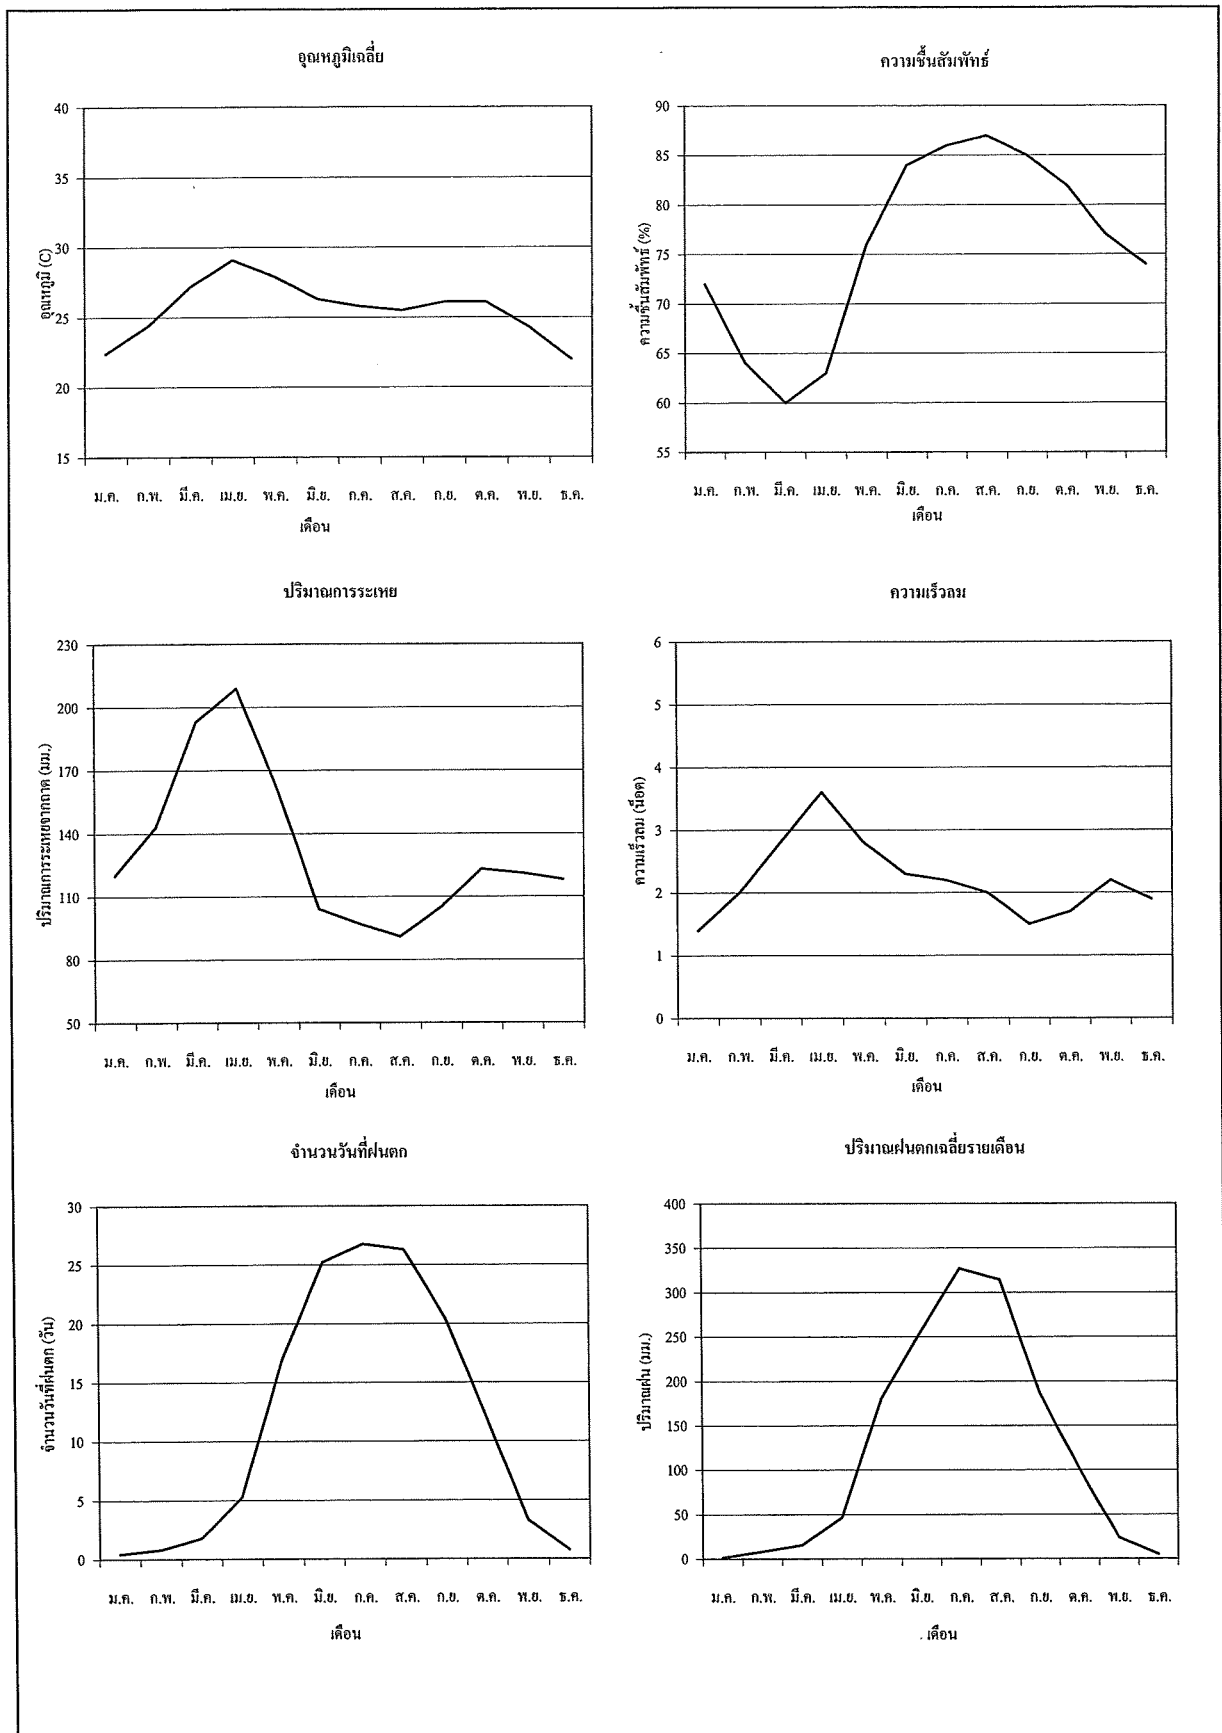 อุณหภูมิเฉลี่ย
40
35
30
25
20
15
อุณหภูมิ (C)
ม.ค. ก.พ. มี.ค. เม.ย. พ.ค. มิ.ย. ก.ค. ส.ค. ก.ย. ต.ค. พ.ย. ธ.ค.
เดือน
ความชื้นสัมพัทธ์
90
85
80
75
70
65
60
55
ความชื้นสัมพัทธ์ (%)
ม.ค. ก.พ. มี.ค. เม.ย. พ.ค. มิ.ย. ก.ค. ส.ค. ก.ย. ต.ค. พ.ย. ธ.ค.
เดือน
ปริมาณการระเหย
230
200
170
140
110
80
50
ปริมาณการระเหยจากถาด (มม.)
ม.ค. ก.พ. มี.ค. เม.ย. พ.ค. มิ.ย. ก.ค. ส.ค. ก.ย. ต.ค. พ.ย. ธ.ค.
เดือน
ความเร็วลม
6
5
4
3
2
1
0
ความเร็วลม (น๊อต)
ม.ค. ก.พ. มี.ค. เม.ย. พ.ค. มิ.ย. ก.ค. ส.ค. ก.ย. ต.ค. พ.ย. ธ.ค.
เดือน
จำนวนวันที่ฝนตก
30
25
20
15
10
5
0
จำนวนวันที่ฝนตก (วัน)
ม.ค. ก.พ. มี.ค. เม.ย. พ.ค. มิ.ย. ก.ค. ส.ค. ก.ย. ต.ค. พ.ย. ธ.ค.
เดือน
ปริมาณฝนตกเฉลี่ยรายเดือน
400
350
300
250
200
150
100
50
0
ปริมาณฝน (มม.)
ม.ค. ก.พ. มี.ค. เม.ย. พ.ค. มิ.ย. ก.ค. ส.ค. ก.ย. ต.ค. พ.ย. ธ.ค.
เดือน